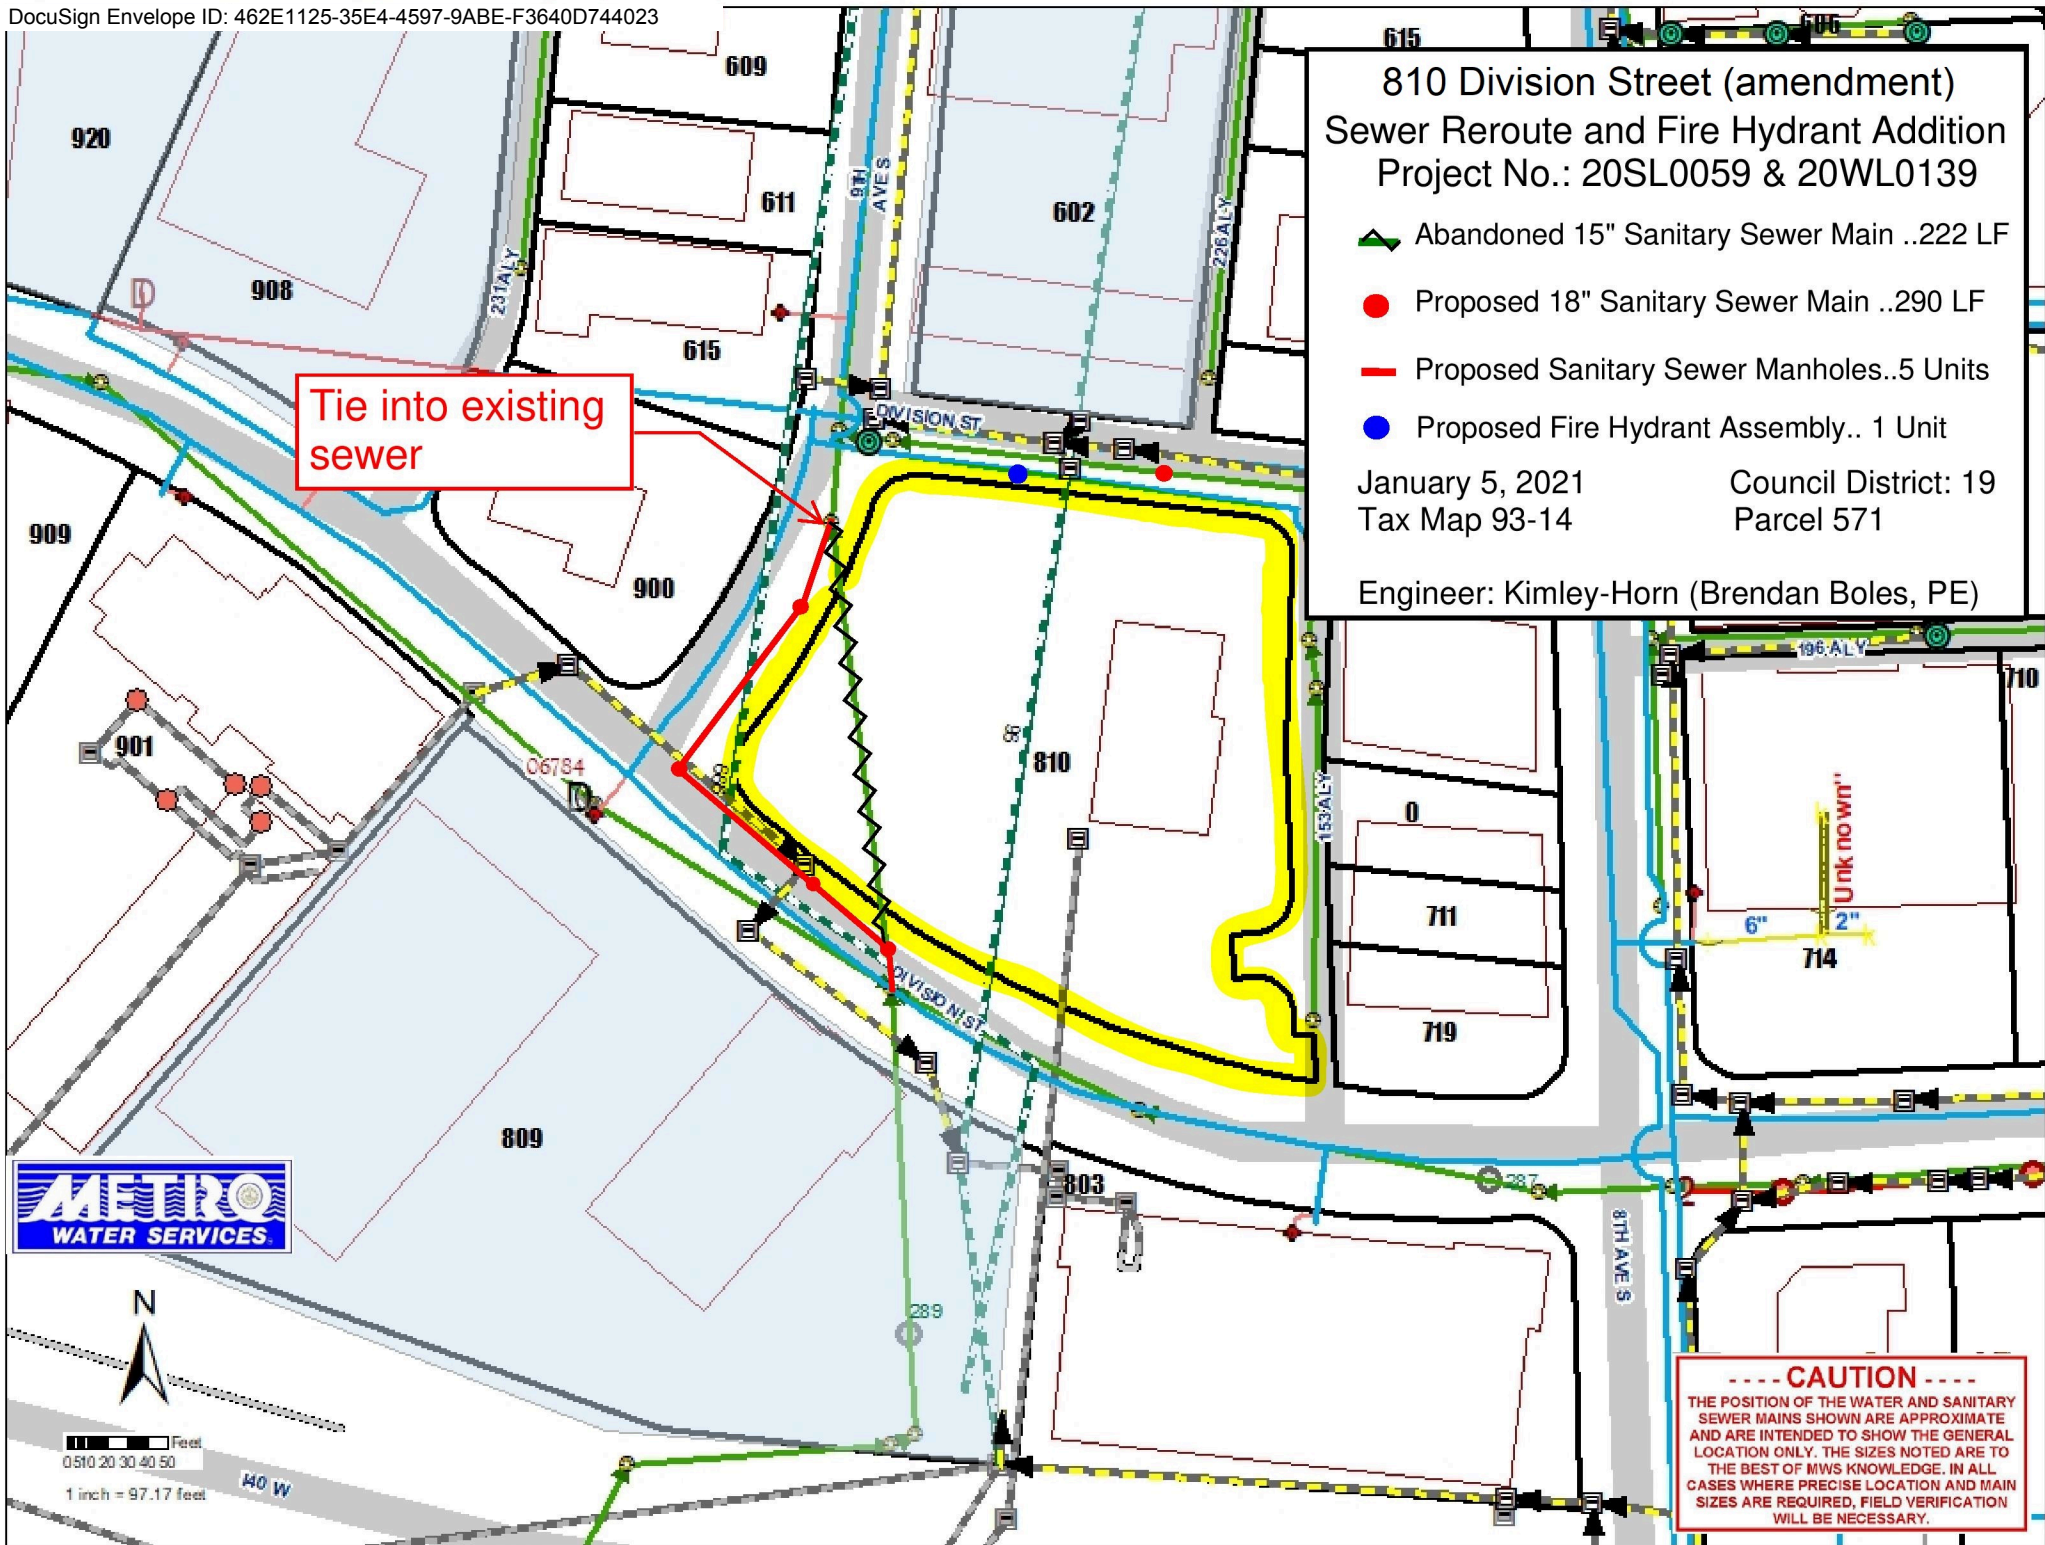 DocuSign Envelope ID: 462E1125-35E4-4597-9ABE-F3640D744023
810 Division Street (amendment)
Sewer Reroute and Fire Hydrant Addition
Project No.: 20SL0059 & 20WL0139
Abandoned 15" Sanitary Sewer Main ..222 LF
Proposed 18" Sanitary Sewer Main ..290 LF
Proposed Sanitary Sewer Manholes..5 Units
Proposed Fire Hydrant Assembly.. 1 Unit
January 5, 2021
Council District: 19
Tax Map 93-14
Parcel 571
Engineer: Kimley-Horn (Brendan Boles, PE)
615
609
920
611
9TH
AVE S
602
226 ALY
231 ALY
908
D
615
Tie into existing
sewer
DIVISION ST
909
900
196 ALY
710
901
06784
D
810
153 ALY
0
Unknown"
711
6"
2"
714
719
DIVISION ST
809
803
287
8TH AVE S
289
METRO
WATER SERVICES
N
Feet
0 5 10 20 30 40 50
1 inch = 97.17 feet
I40 W
- - - - CAUTION - - - -
THE POSITION OF THE WATER AND SANITARY
SEWER MAINS SHOWN ARE APPROXIMATE
AND ARE INTENDED TO SHOW THE GENERAL
LOCATION ONLY. THE SIZES NOTED ARE TO
THE BEST OF MWS KNOWLEDGE. IN ALL
CASES WHERE PRECISE LOCATION AND MAIN
SIZES ARE REQUIRED, FIELD VERIFICATION
WILL BE NECESSARY.